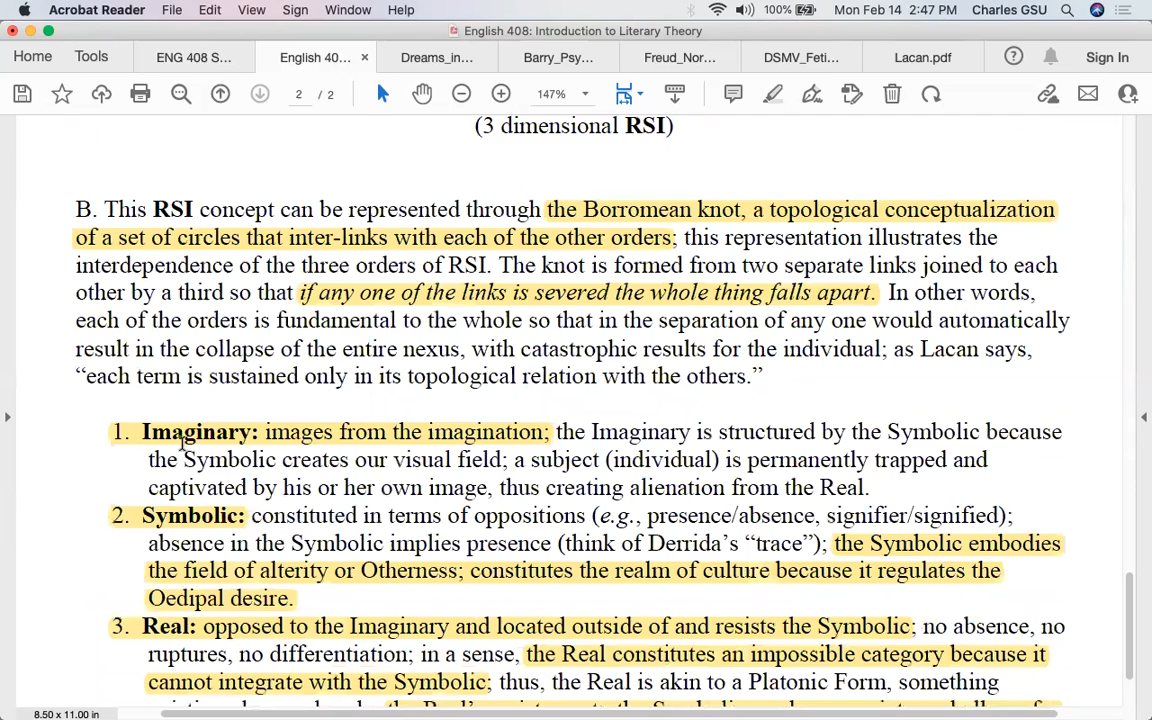 Acrobat Reader File Edit View Sign Window Help 100% Mon Feb 14 2:47 PM Charles GSU
English 408: Introduction to Literary Theory
Home Tools ENG 408 S... English 40... × Dreams_in... Barry_Psy... Freud_Nor... DSMV_Feti... Lacan.pdf Sign In
2 / 2 147%
(3 dimensional RSI)
B. This RSI concept can be represented through the Borromean knot, a topological conceptualization
of a set of circles that inter-links with each of the other orders; this representation illustrates the
interdependence of the three orders of RSI. The knot is formed from two separate links joined to each
other by a third so that if any one of the links is severed the whole thing falls apart. In other words,
each of the orders is fundamental to the whole so that in the separation of any one would automatically
result in the collapse of the entire nexus, with catastrophic results for the individual; as Lacan says,
“each term is sustained only in its topological relation with the others.”
1. Imaginary: images from the imagination; the Imaginary is structured by the Symbolic because
the Symbolic creates our visual field; a subject (individual) is permanently trapped and
captivated by his or her own image, thus creating alienation from the Real.
2. Symbolic: constituted in terms of oppositions (e.g., presence/absence, signifier/signified);
absence in the Symbolic implies presence (think of Derrida’s “trace”); the Symbolic embodies
the field of alterity or Otherness; constitutes the realm of culture because it regulates the
Oedipal desire.
3. Real: opposed to the Imaginary and located outside of and resists the Symbolic; no absence, no
ruptures, no differentiation; in a sense, the Real constitutes an impossible category because it
cannot integrate with the Symbolic; thus, the Real is akin to a Platonic Form, something
8.50 x 11.00 in